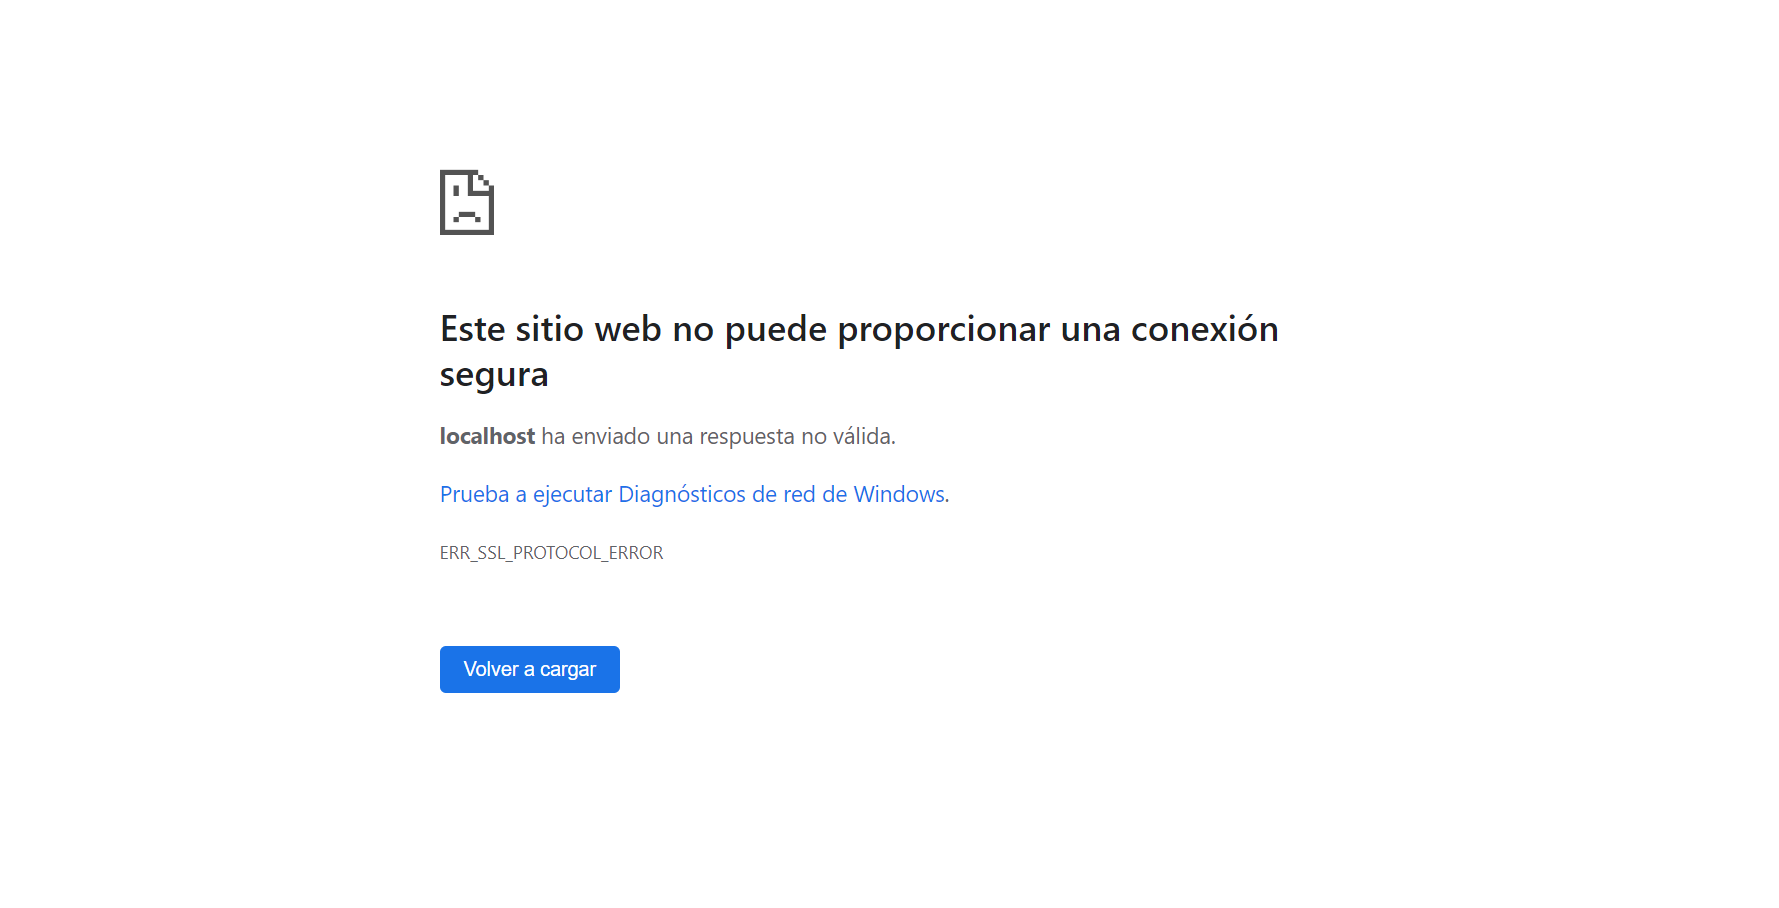 Este sitio web no puede proporcionar una conexión
segura
localhost ha enviado una respuesta no válida.
Prueba a ejecutar Diagnósticos de red de Windows.
ERR_SSL_PROTOCOL_ERROR
Volver a cargar